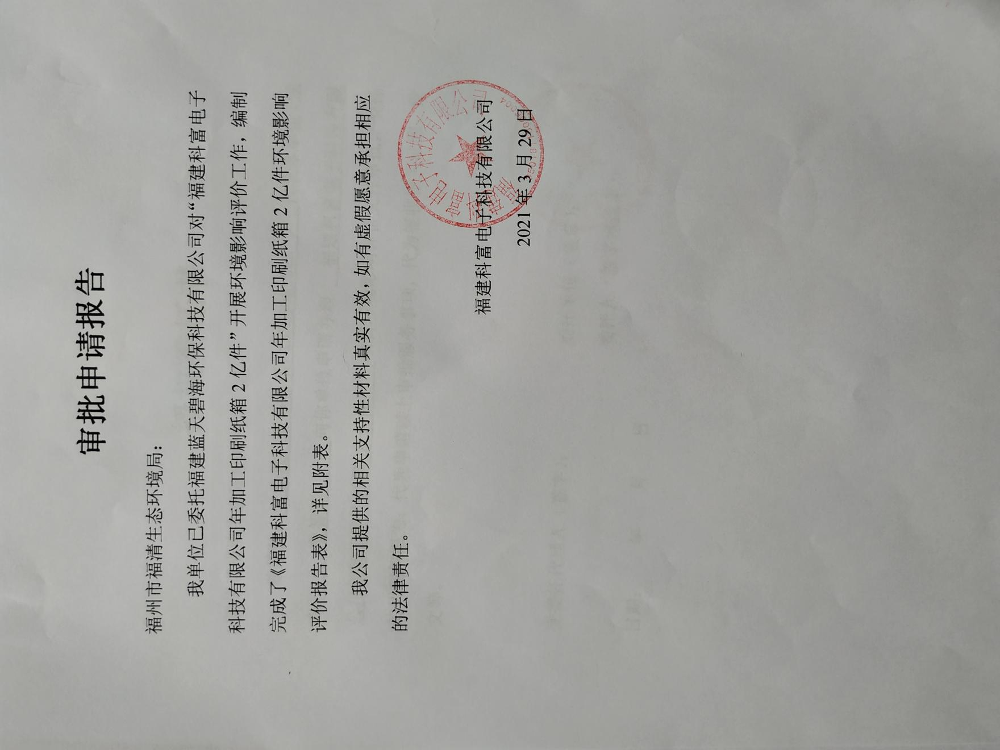 审批申请报告
福州市福清生态环境局:
我单位已委托福建蓝天碧海环保科技有限公司对“福建科富电子
科技有限公司年加工印刷纸箱 2 亿件”开展环境影响评价工作，编制
完成了《福建科富电子科技有限公司年加工印刷纸箱 2 亿件环境影响
评价报告表》，详见附表。
我公司提供的相关支持性材料真实有效，如有虚假愿意承担相应
的法律责任。
福建科富电子科技有限公司
福建科富电子科技有限公司
2021 年 3 月 29 日